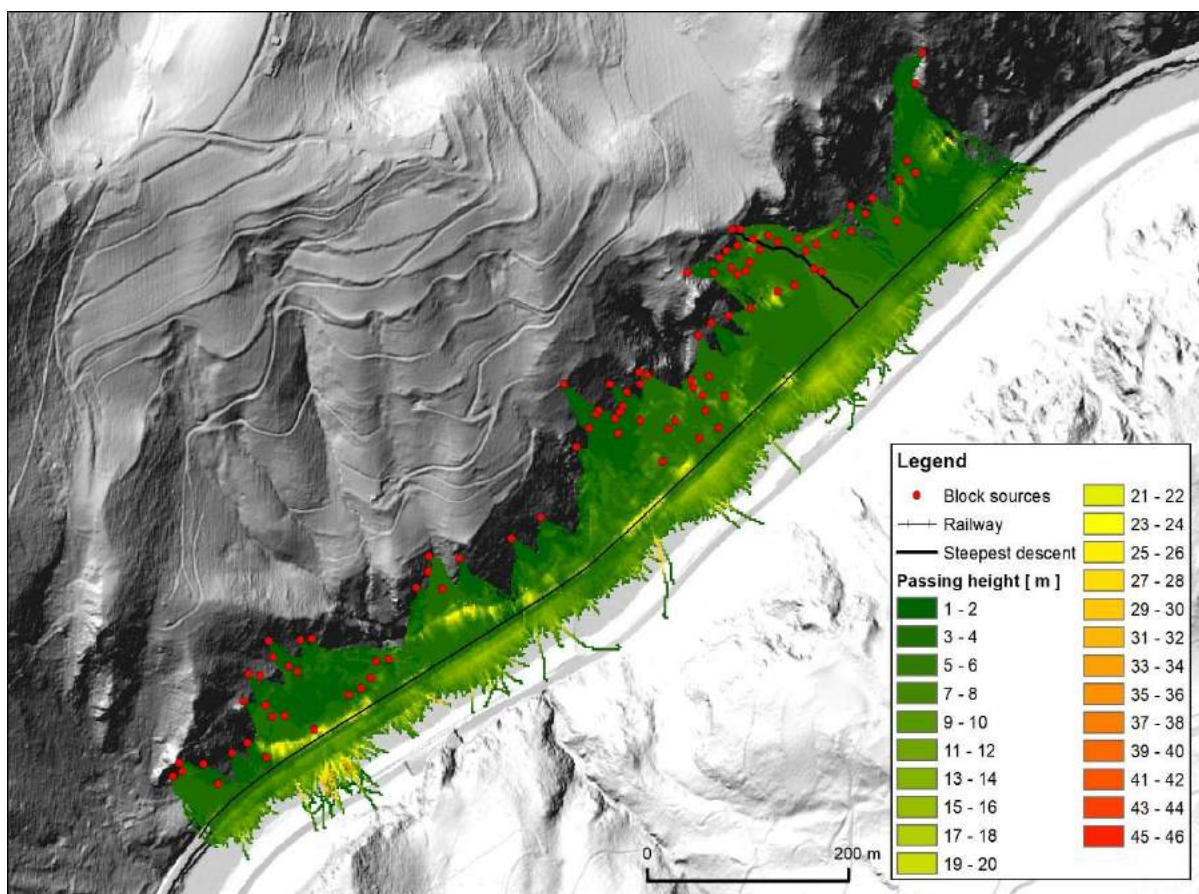 Legend
Block sources
Railway
Steepest descent
Passing height [ m ]
1 - 2
3 - 4
5 - 6
7 - 8
9 - 10
11 - 12
13 - 14
15 - 16
17 - 18
19 - 20
21 - 22
23 - 24
25 - 26
27 - 28
29 - 30
31 - 32
33 - 34
35 - 36
37 - 38
39 - 40
41 - 42
43 - 44
45 - 46
0 200 m